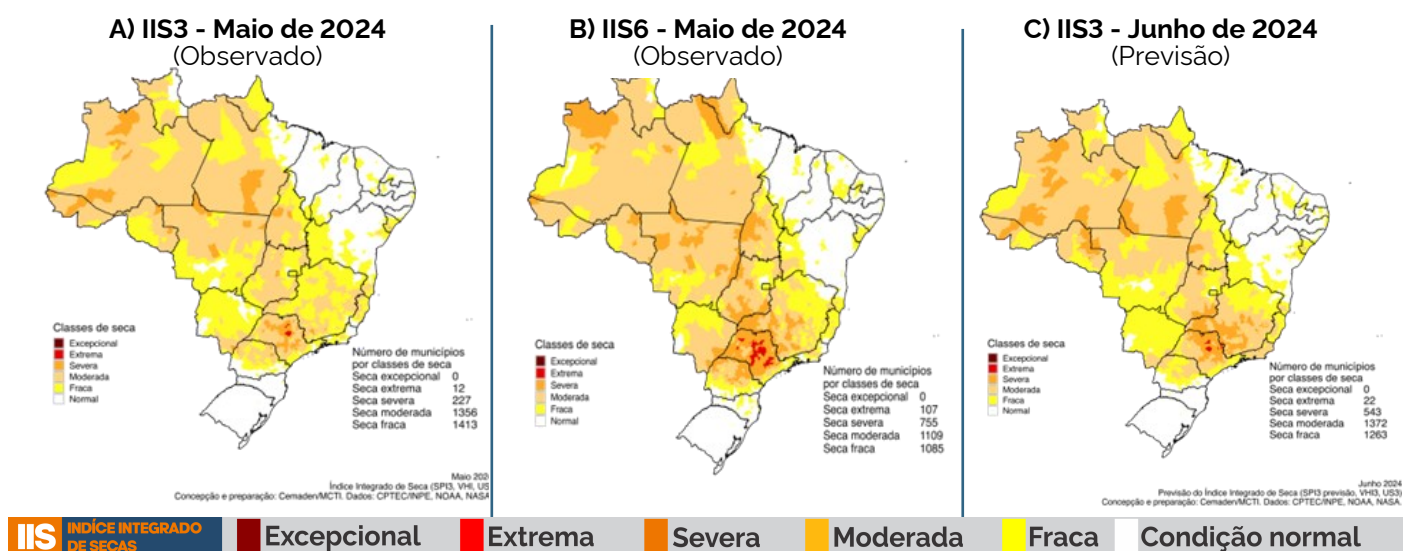 A) IIS3 - Maio de 2024
(Observado)
Classes de seca
Excepcional
Extrema
Severa
Moderada
Fraca
Normal
Número de municípios
por classes de seca
Seca excepcional 0
Seca extrema 12
Seca severa 227
Seca moderada 1356
Seca fraca 1413
Maio 202
Índice Integrado de Seca (SPI3, VHI, US
Concepção e preparação: Cemaden/MCTI. Dados: CPTEC/INPE, NOAA, NASA
B) IIS6 - Maio de 2024
(Observado)
Classes de seca
Excepcional
Extrema
Severa
Moderada
Fraca
Normal
Número de municípios
por classes de seca
Seca excepcional 0
Seca extrema 107
Seca severa 755
Seca moderada 1109
Seca fraca 1085
C) IIS3 - Junho de 2024
(Previsão)
Classes de seca
Excepcional
Extrema
Severa
Moderada
Fraca
Normal
Número de municípios
por classes de seca
Seca excepcional 0
Seca extrema 22
Seca severa 543
Seca moderada 1372
Seca fraca 1263
Junho 2024
Previsão do Índice Integrado de Seca (SPI3 previsão, VHI3, US3)
Concepção e preparação: Cemaden/MCTI. Dados: CPTEC/INPE, NOAA, NASA.
IIS INDÍCE INTEGRADO
DE SECAS
Excepcional
Extrema
Severa
Moderada
Fraca
Condição normal